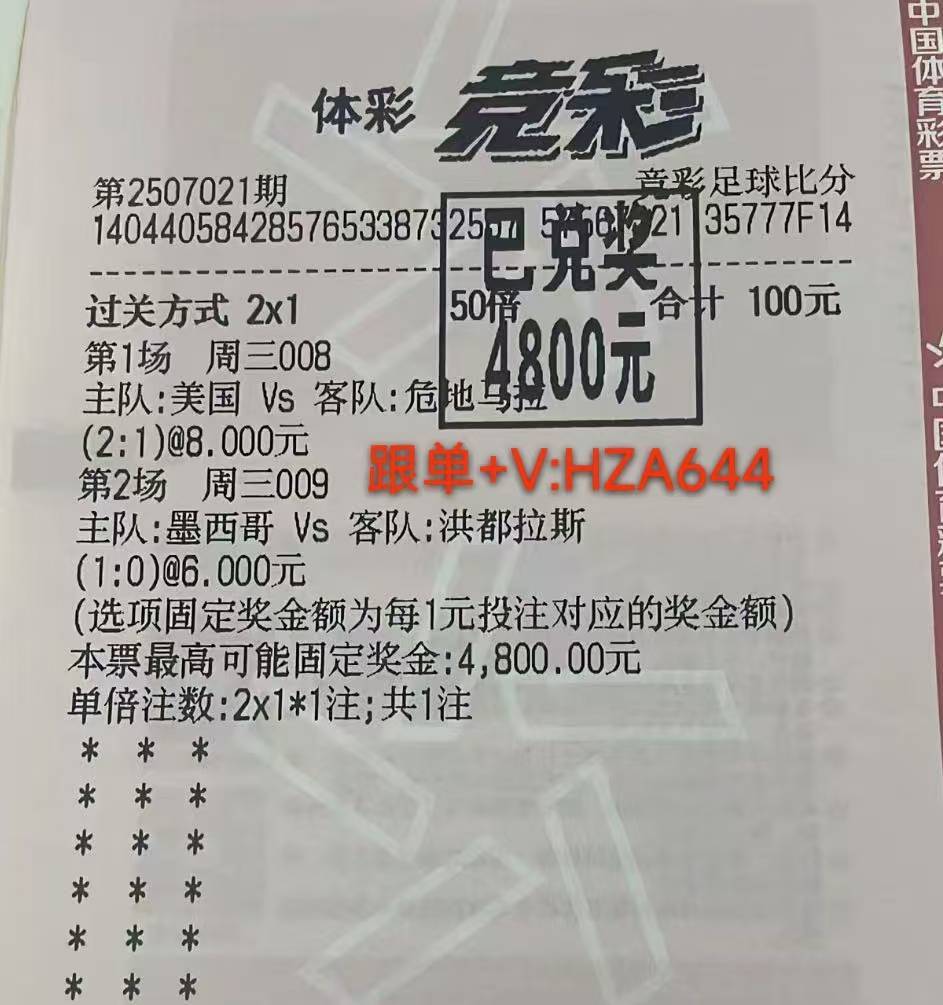 体彩 竞彩
第2507021期 竞彩足球比分
已兑奖
过关方式 2x1 50倍 合计 100元
4800元
第1场 周三008
主队:美国 Vs 客队:危地马拉
(2:1)@8.000元
跟单+V:HZA644
第2场 周三009
主队:墨西哥 Vs 客队:洪都拉斯
(1:0)@6.000元
(选项固定奖金额为每1元投注对应的奖金额)
本票最高可能固定奖金:4,800.00元
单倍注数:2x1*1注;共1注
* * *
* * *
* * *
* * *
* * *
* * *
中国体育彩票